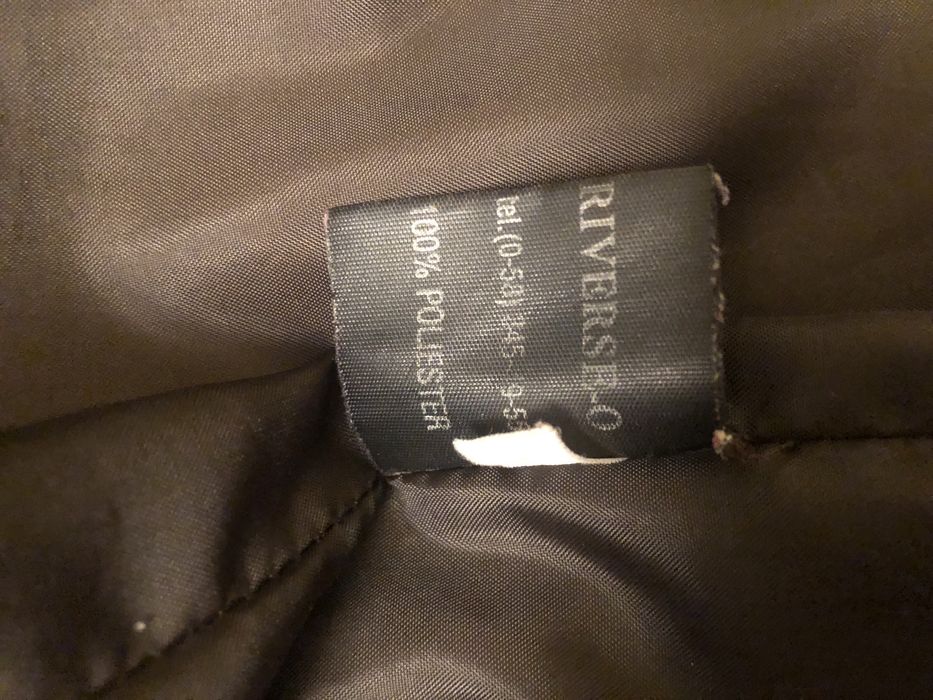 RIVERSE.O
tel.(0-58)
100% POLIESTER